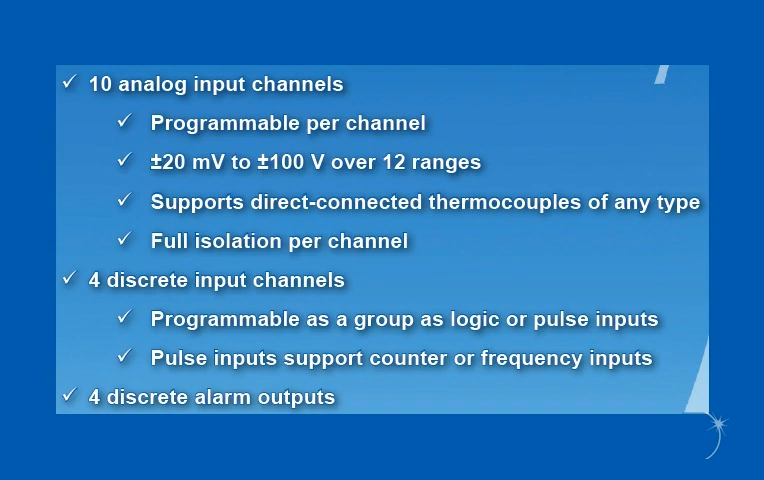 ✓ 10 analog input channels
✓ Programmable per channel
✓ ±20 mV to ±100 V over 12 ranges
✓ Supports direct-connected thermocouples of any type
✓ Full isolation per channel
✓ 4 discrete input channels
✓ Programmable as a group as logic or pulse inputs
✓ Pulse inputs support counter or frequency inputs
✓ 4 discrete alarm outputs